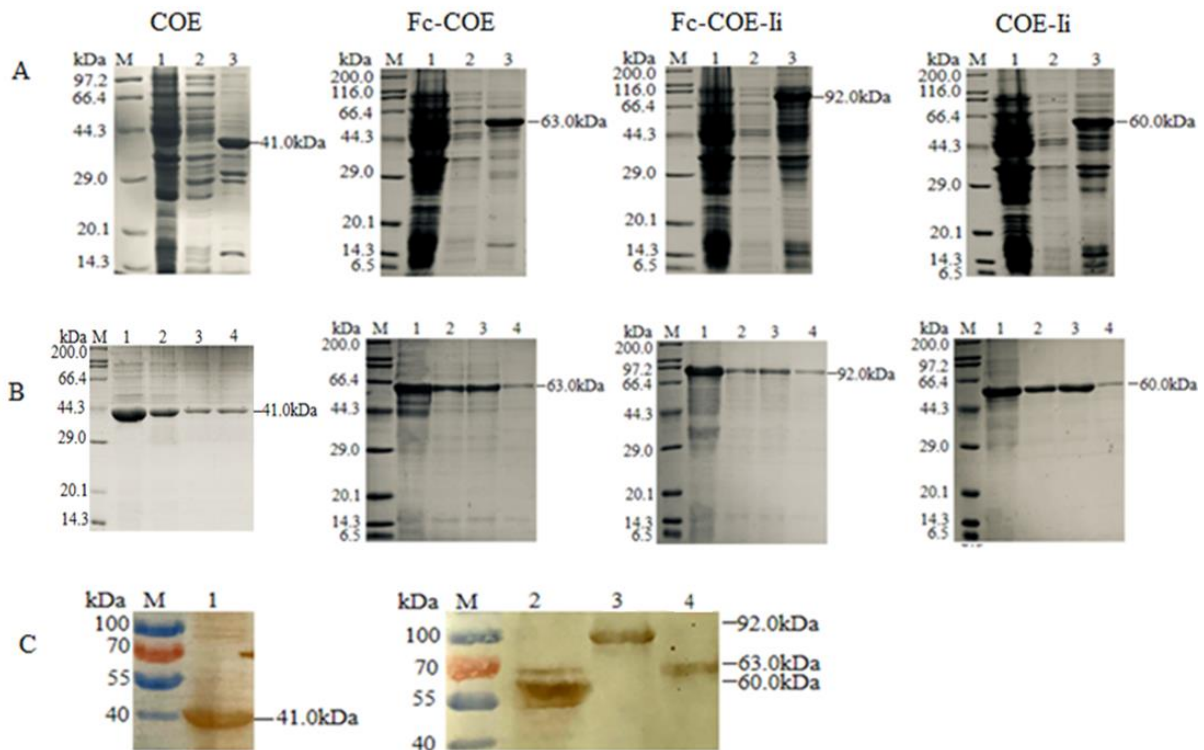 COE Fc-COE Fc-COE-Ii COE-Ii
A
kDa M 1 2 3
97.2
66.4
44.3
29.0
20.1
14.3
41.0kDa
kDa M 1 2 3
200.0
116.0
66.4
44.3
29.0
20.1
14.3
6.5
63.0kDa
kDa M 1 2 3
200.0
116.0
66.4
44.3
29.0
20.1
14.3
6.5
92.0kDa
kDa M 1 2 3
200.0
116.0
66.4
44.3
29.0
20.1
14.3
6.5
60.0kDa
B
kDa M 1 2 3 4
200.0
66.4
44.3
29.0
20.1
14.3
41.0kDa
kDa M 1 2 3 4
200.0
66.4
44.3
29.0
20.1
14.3
6.5
63.0kDa
kDa M 1 2 3 4
200.0
97.2
66.4
44.3
29.0
20.1
14.3
6.5
92.0kDa
kDa M 1 2 3 4
200.0
97.2
66.4
44.3
29.0
20.1
14.3
6.5
60.0kDa
C
kDa M 1
100
70
55
40
41.0kDa
kDa M 2 3 4
100
70
55
40
92.0kDa
63.0kDa
60.0kDa